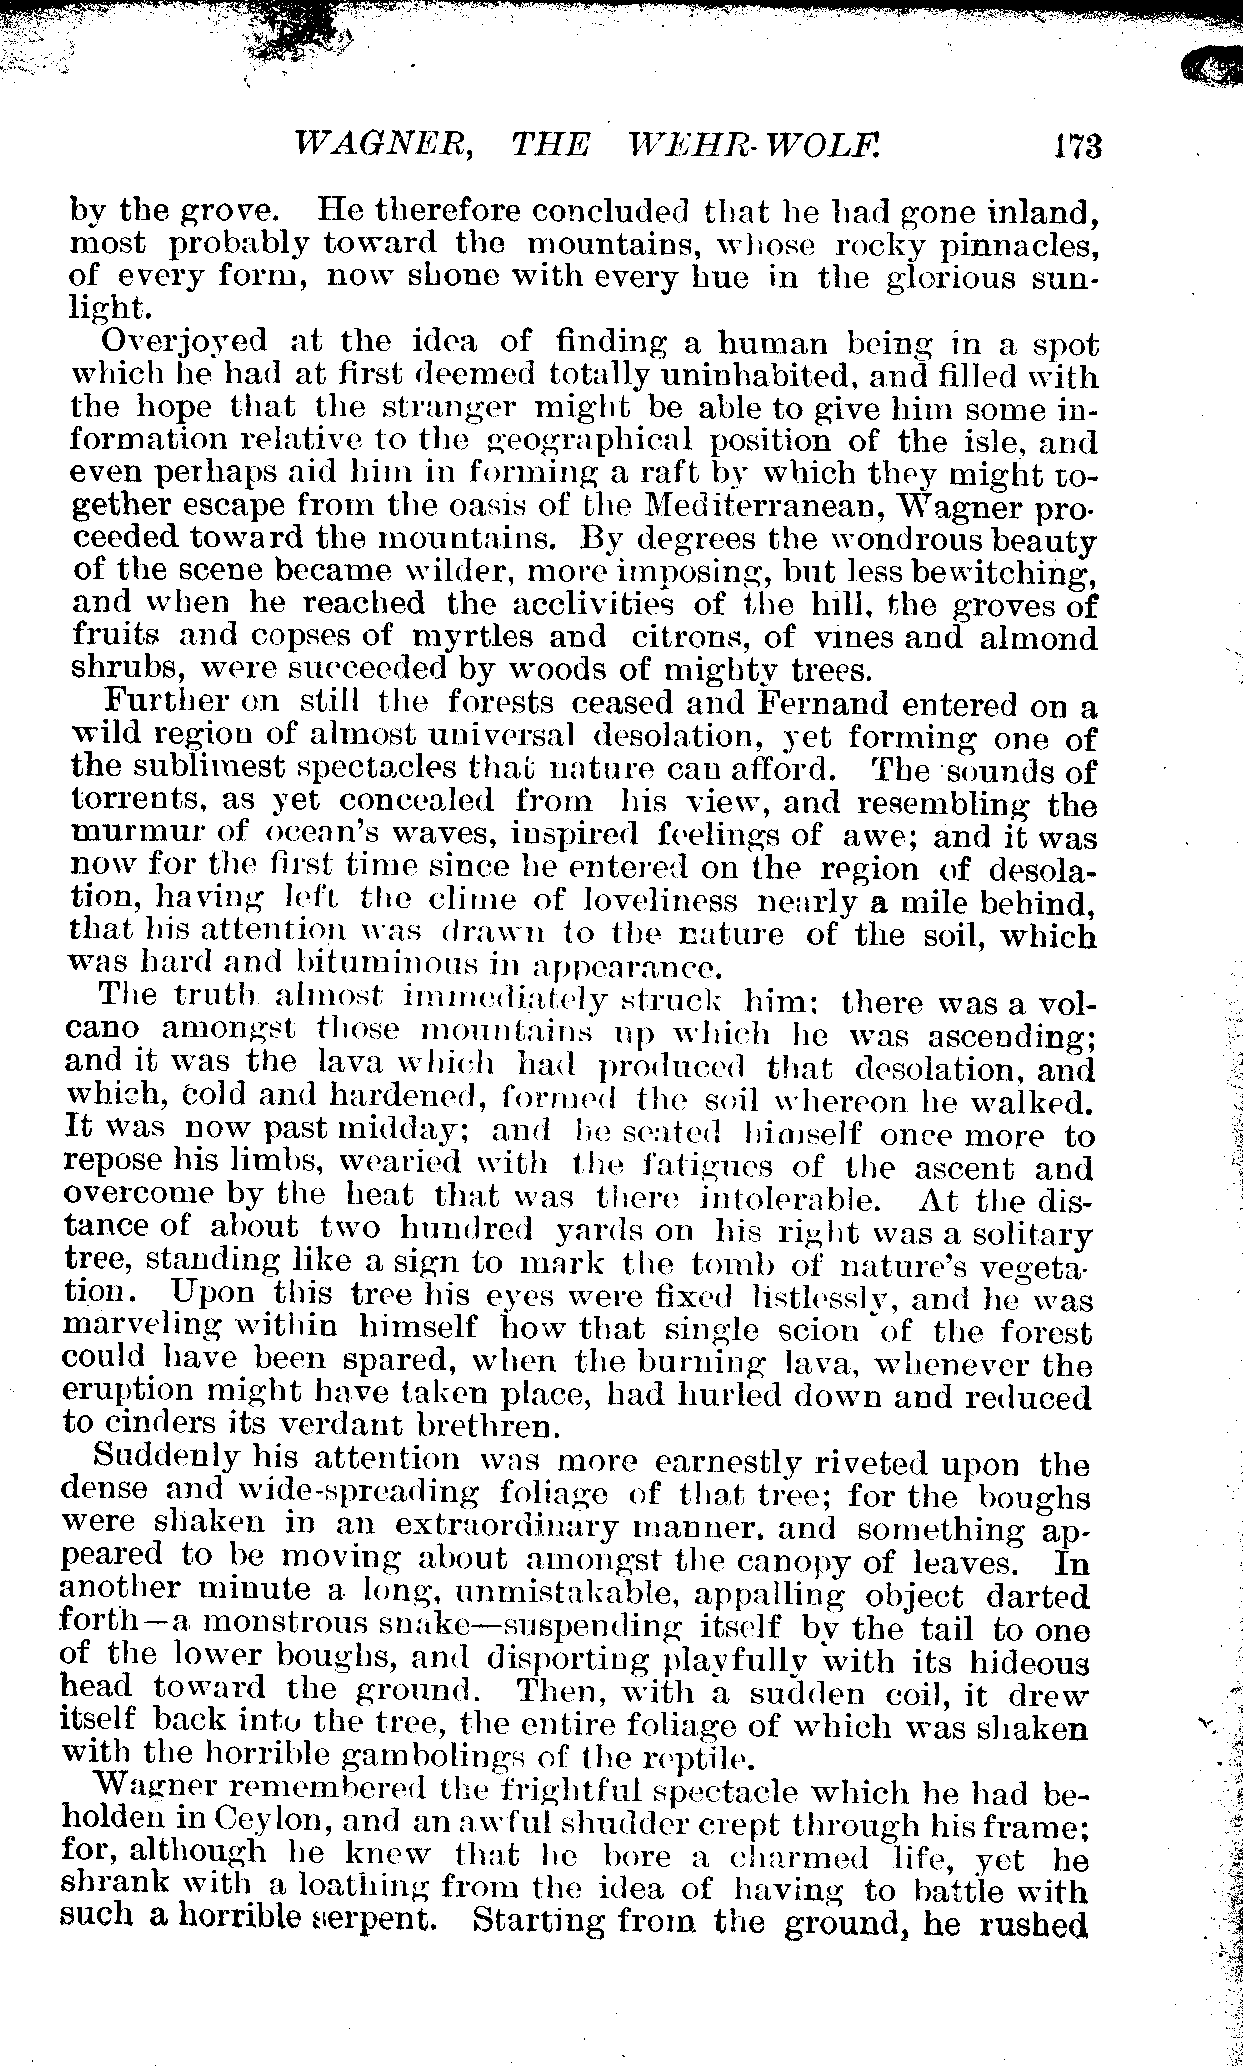 WAGNER, THE WEHR-WOLF. 173
by the grove. He therefore concluded that he had gone inland,
most probably toward the mountains, whose rocky pinnacles,
of every form, now shone with every hue in the glorious sun-
light.
Overjoyed at the idea of finding a human being in a spot
which he had at first deemed totally uninhabited, and filled with
the hope that the stranger might be able to give him some in-
formation relative to the geographical position of the isle, and
even perhaps aid him in forming a raft by which they might to-
gether escape from the oasis of the Mediterranean, Wagner pro-
ceeded toward the mountains. By degrees the wondrous beauty
of the scene became wilder, more imposing, but less bewitching,
and when he reached the acclivities of the hill, the groves of
fruits and copses of myrtles and citrons, of vines and almond
shrubs, were succeeded by woods of mighty trees.
Further on still the forests ceased and Fernand entered on a
wild region of almost universal desolation, yet forming one of
the sublimest spectacles that nature can afford. The sounds of
torrents, as yet concealed from his view, and resembling the
murmur of ocean's waves, inspired feelings of awe; and it was
now for the first time since he entered on the region of desola-
tion, having left the clime of loveliness nearly a mile behind,
that his attention was drawn to the nature of the soil, which
was hard and bituminous in appearance.
The truth almost immediately struck him: there was a vol-
cano amongst those mountains up which he was ascending;
and it was the lava which had produced that desolation, and
which, cold and hardened, formed the soil whereon he walked.
It was now past midday; and he seated himself once more to
repose his limbs, wearied with the fatigues of the ascent and
overcome by the heat that was there intolerable. At the dis-
tance of about two hundred yards on his right was a solitary
tree, standing like a sign to mark the tomb of nature's vegeta-
tion. Upon this tree his eyes were fixed listlessly, and he was
marveling within himself how that single scion of the forest
could have been spared, when the burning lava, whenever the
eruption might have taken place, had hurled down and reduced
to cinders its verdant brethren.
Suddenly his attention was more earnestly riveted upon the
dense and wide-spreading foliage of that tree; for the boughs
were shaken in an extraordinary manner, and something ap-
peared to be moving about amongst the canopy of leaves. In
another minute a long, unmistakable, appalling object darted
forth—a monstrous snake—suspending itself by the tail to one
of the lower boughs, and disporting playfully with its hideous
head toward the ground. Then, with a sudden coil, it drew
itself back into the tree, the entire foliage of which was shaken
with the horrible gambolings of the reptile.
Wagner remembered the frightful spectacle which he had be-
holden in Ceylon, and an awful shudder crept through his frame;
for, although he knew that he bore a charmed life, yet he
shrank with a loathing from the idea of having to battle with
such a horrible serpent. Starting from the ground, he rushed